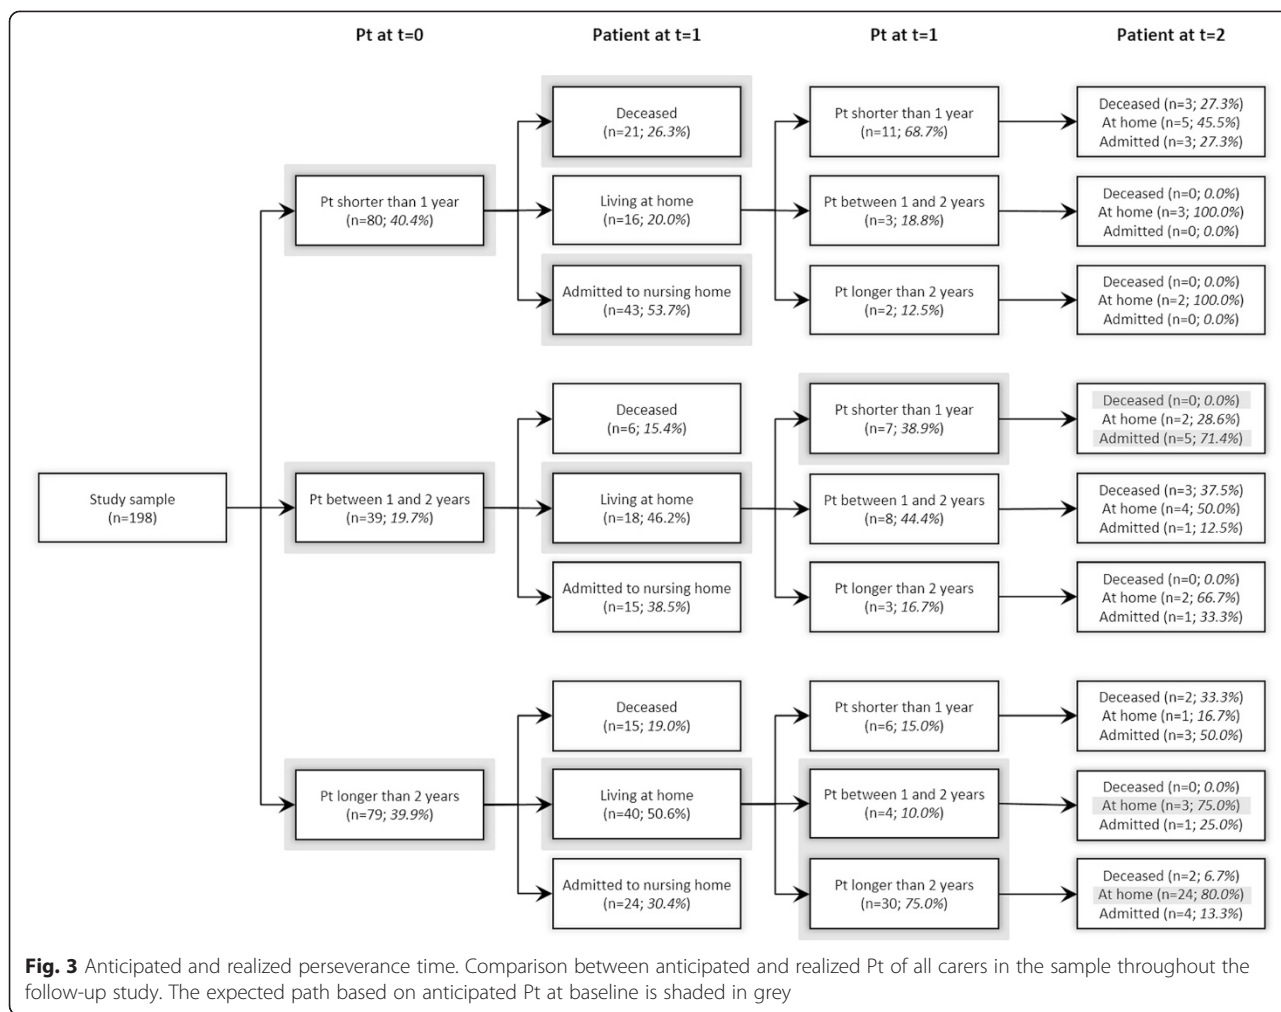 Pt at t=0
Patient at t=1
Pt at t=1
Patient at t=2
Study sample
(n=198)
Pt shorter than 1 year
(n=80; 40.4%)
Deceased
(n=21; 26.3%)
Living at home
(n=16; 20.0%)
Admitted to nursing home
(n=43; 53.7%)
Pt shorter than 1 year
(n=11; 68.7%)
Pt between 1 and 2 years
(n=3; 18.8%)
Pt longer than 2 years
(n=2; 12.5%)
Deceased (n=3; 27.3%)
At home (n=5; 45.5%)
Admitted (n=3; 27.3%)
Deceased (n=0; 0.0%)
At home (n=3; 100.0%)
Admitted (n=0; 0.0%)
Deceased (n=0; 0.0%)
At home (n=2; 100.0%)
Admitted (n=0; 0.0%)
Pt between 1 and 2 years
(n=39; 19.7%)
Deceased
(n=6; 15.4%)
Living at home
(n=18; 46.2%)
Admitted to nursing home
(n=15; 38.5%)
Pt shorter than 1 year
(n=7; 38.9%)
Pt between 1 and 2 years
(n=8; 44.4%)
Pt longer than 2 years
(n=3; 16.7%)
Deceased (n=0; 0.0%)
At home (n=2; 28.6%)
Admitted (n=5; 71.4%)
Deceased (n=3; 37.5%)
At home (n=4; 50.0%)
Admitted (n=1; 12.5%)
Deceased (n=0; 0.0%)
At home (n=2; 66.7%)
Admitted (n=1; 33.3%)
Pt longer than 2 years
(n=79; 39.9%)
Deceased
(n=15; 19.0%)
Living at home
(n=40; 50.6%)
Admitted to nursing home
(n=24; 30.4%)
Pt shorter than 1 year
(n=6; 15.0%)
Pt between 1 and 2 years
(n=4; 10.0%)
Pt longer than 2 years
(n=30; 75.0%)
Deceased (n=2; 33.3%)
At home (n=1; 16.7%)
Admitted (n=3; 50.0%)
Deceased (n=0; 0.0%)
At home (n=3; 75.0%)
Admitted (n=1; 25.0%)
Deceased (n=2; 6.7%)
At home (n=24; 80.0%)
Admitted (n=4; 13.3%)
Fig. 3 Anticipated and realized perseverance time. Comparison between anticipated and realized Pt of all carers in the sample throughout the
follow-up study. The expected path based on anticipated Pt at baseline is shaded in grey